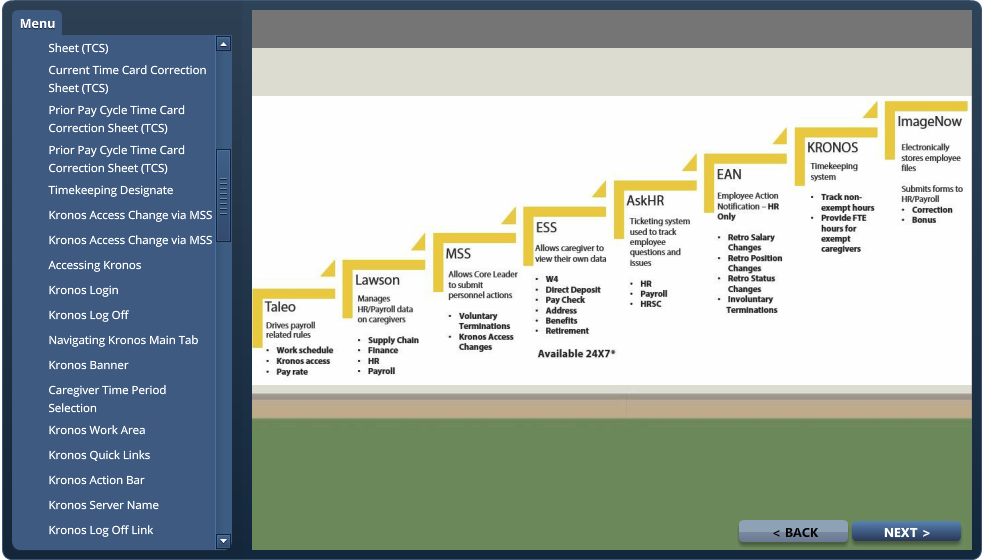 Menu
Sheet (TCS)
Current Time Card Correction
Sheet (TCS)
Prior Pay Cycle Time Card
Correction Sheet (TCS)
Prior Pay Cycle Time Card
Correction Sheet (TCS)
Timekeeping Designate
Kronos Access Change via MSS
Kronos Access Change via MSS
Accessing Kronos
Kronos Login
Kronos Log Off
Navigating Kronos Main Tab
Kronos Banner
Caregiver Time Period
Selection
Kronos Work Area
Kronos Quick Links
Kronos Action Bar
Kronos Server Name
Kronos Log Off Link
Taleo
Drives payroll
related rules
• Work schedule
• Kronos access
• Pay rate
Lawson
Manages
HR/Payroll data
on caregivers
• Supply Chain
• Finance
• HR
• Payroll
MSS
Allows Core Leader
to submit
personnel actions
• Voluntary
Terminations
• Kronos Access
Changes
ESS
Allows caregiver to
view their own data
• W4
• Direct Deposit
• Pay Check
• Address
• Benefits
• Retirement
Available 24X7*
AskHR
Ticketing system
used to track
employee
questions and
issues
• HR
• Payroll
• HRSC
EAN
Employee Action
Notification – HR
Only
• Retro Salary
Changes
• Retro Position
Changes
• Retro Status
Changes
• Involuntary
Terminations
KRONOS
Timekeeping
system
• Track non-
exempt hours
• Provide FTE
hours for
exempt
caregivers
ImageNow
Electronically
stores employee
files
Submits forms to
HR/Payroll
• Correction
• Bonus
< BACK
NEXT >